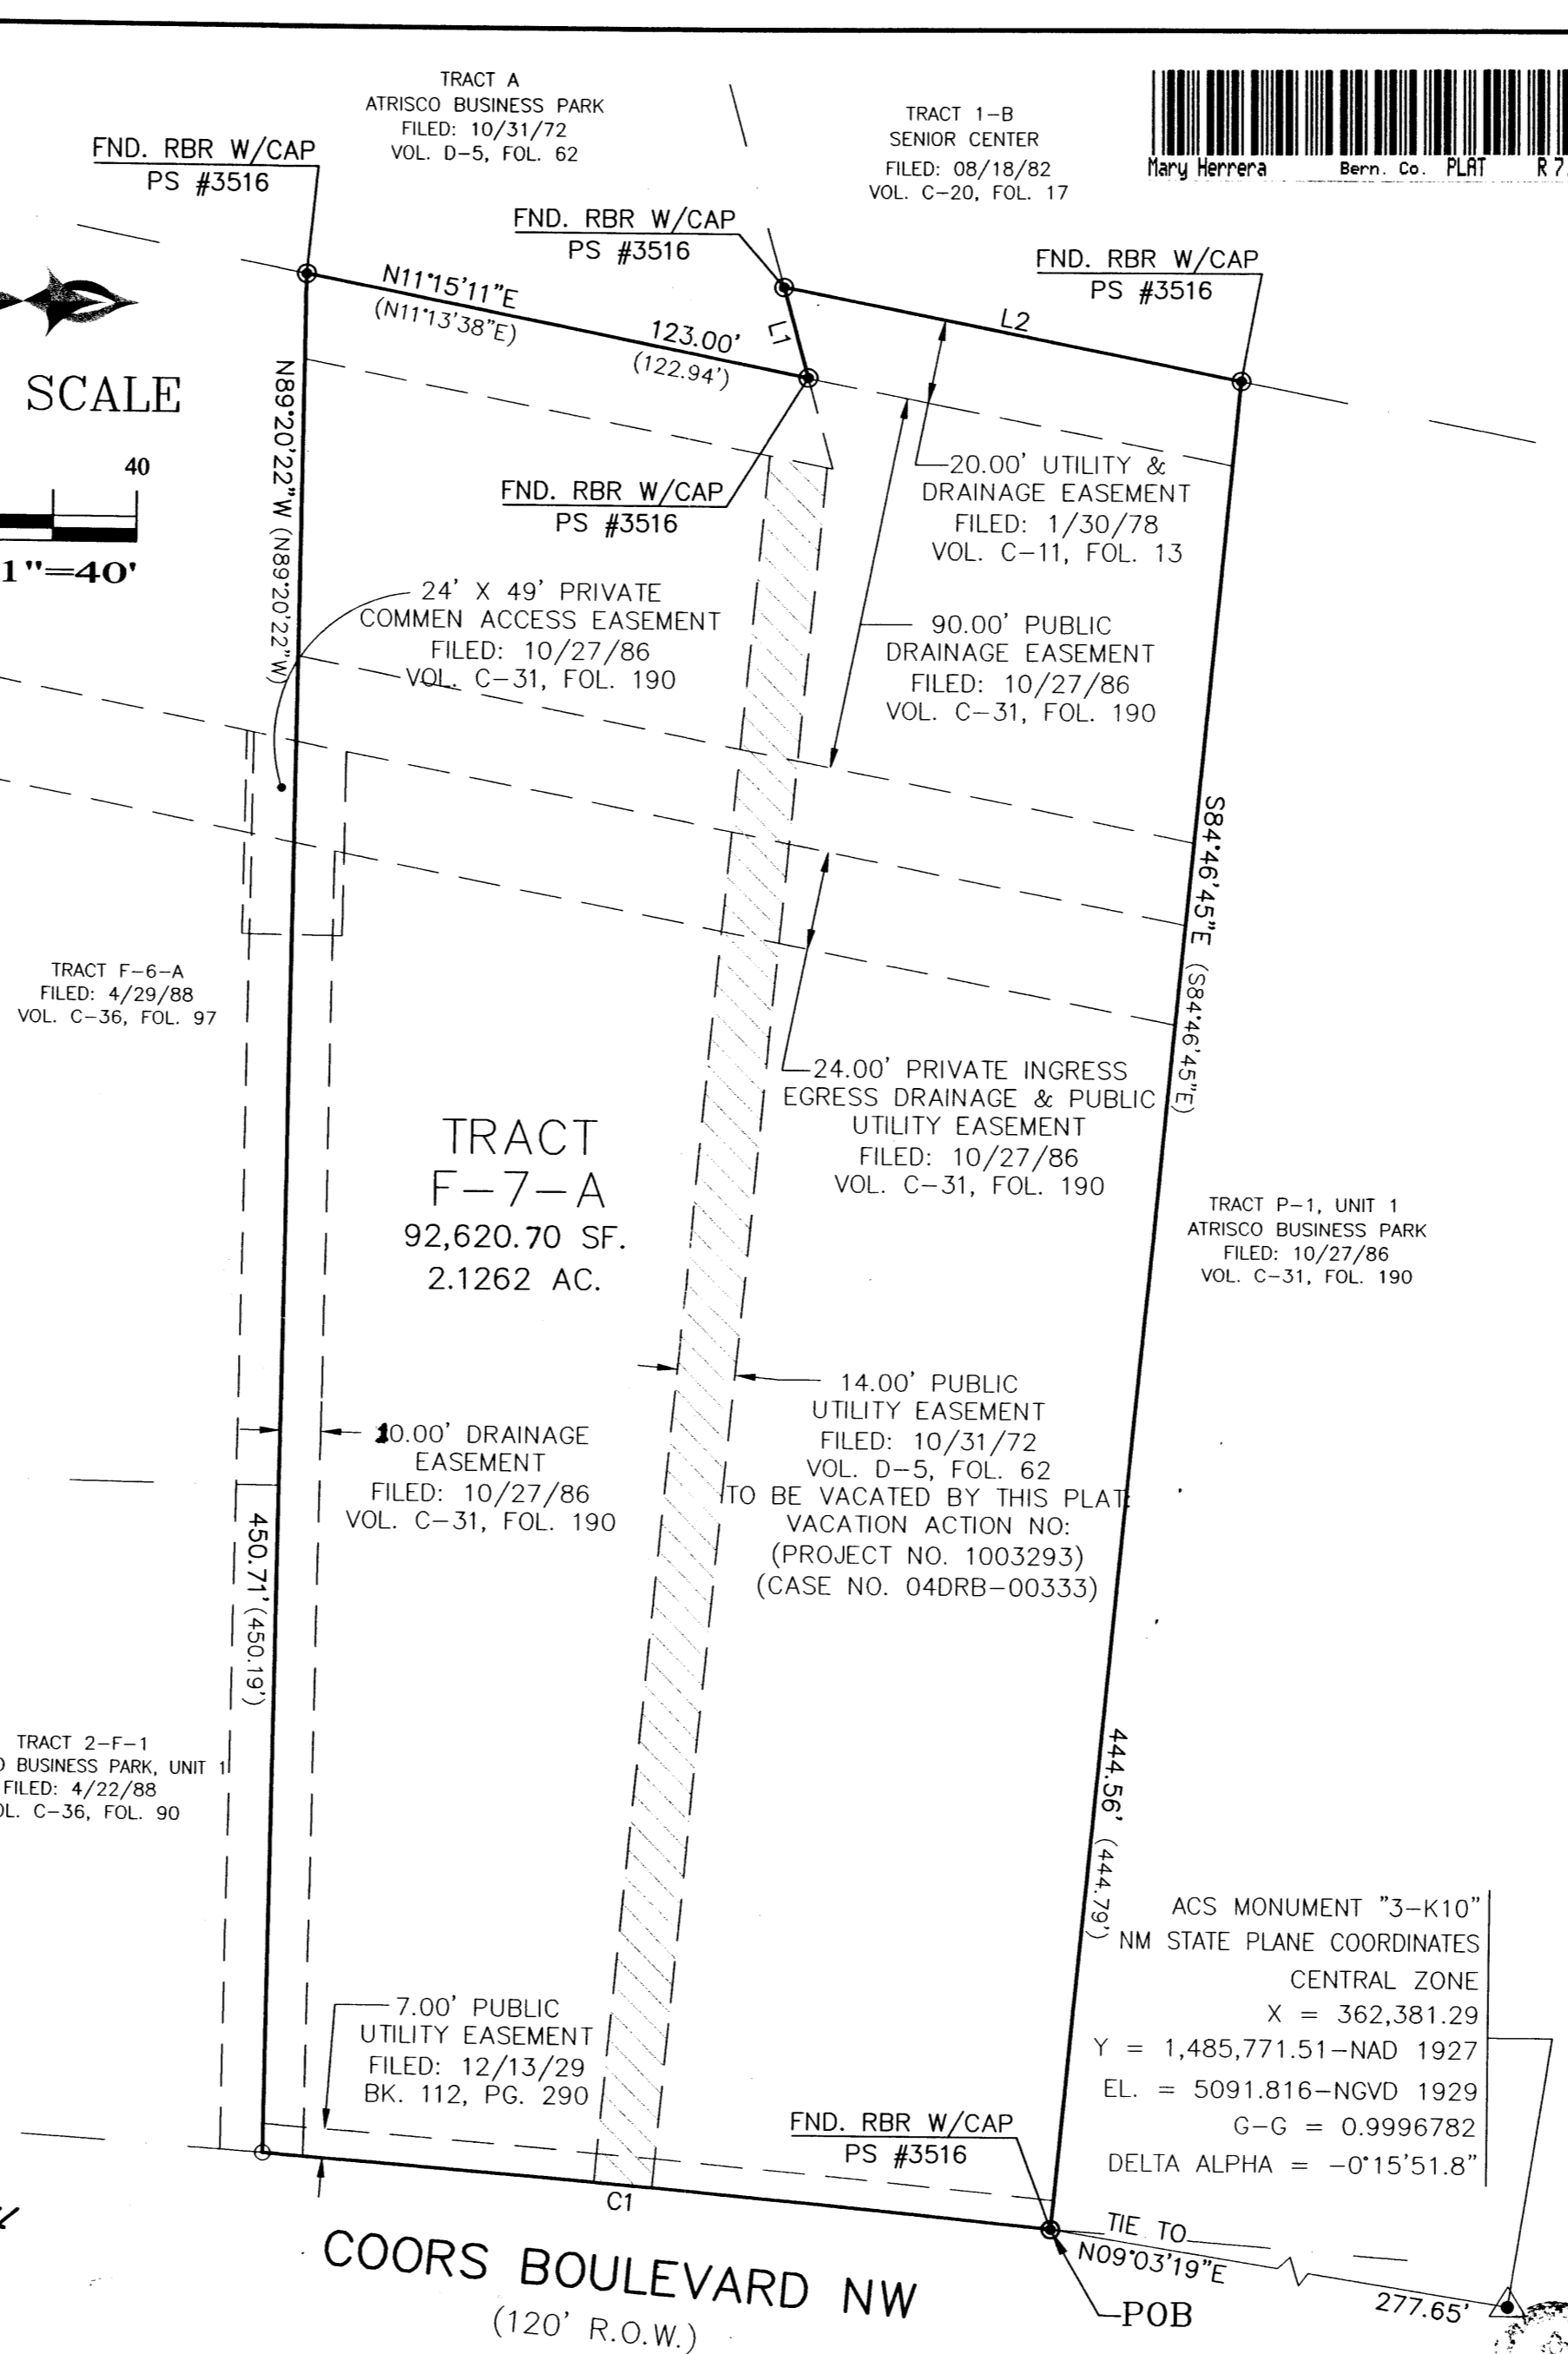 TRACT A
ATRISCO BUSINESS PARK
FILED: 10/31/72
VOL. D-5, FOL. 62
TRACT 1-B
SENIOR CENTER
FILED: 08/18/82
VOL. C-20, FOL. 17
Mary Herrera Bern. Co. PLAT R 7
FND. RBR W/CAP
PS #3516
FND. RBR W/CAP
PS #3516
FND. RBR W/CAP
PS #3516
N11°15'11"E
(N11°13'38"E)
123.00'
(122.94')
L1
L2
SCALE
40
1"=40'
N89°20'22"W (N89°20'22"W)
FND. RBR W/CAP
PS #3516
20.00' UTILITY &
DRAINAGE EASEMENT
FILED: 1/30/78
VOL. C-11, FOL. 13
24' X 49' PRIVATE
COMMEN ACCESS EASEMENT
FILED: 10/27/86
VOL. C-31, FOL. 190
90.00' PUBLIC
DRAINAGE EASEMENT
FILED: 10/27/86
VOL. C-31, FOL. 190
S84°46'45"E (S84°46'45"E)
TRACT F-6-A
FILED: 4/29/88
VOL. C-36, FOL. 97
24.00' PRIVATE INGRESS
EGRESS DRAINAGE & PUBLIC
UTILITY EASEMENT
FILED: 10/27/86
VOL. C-31, FOL. 190
TRACT
F-7-A
92,620.70 SF.
2.1262 AC.
TRACT P-1, UNIT 1
ATRISCO BUSINESS PARK
FILED: 10/27/86
VOL. C-31, FOL. 190
14.00' PUBLIC
UTILITY EASEMENT
FILED: 10/31/72
VOL. D-5, FOL. 62
TO BE VACATED BY THIS PLAT
VACATION ACTION NO:
(PROJECT NO. 1003293)
(CASE NO. 04DRB-00333)
10.00' DRAINAGE
EASEMENT
FILED: 10/27/86
VOL. C-31, FOL. 190
450.71' (450.19')
444.56' (444.79')
TRACT 2-F-1
BUSINESS PARK, UNIT 1
FILED: 4/22/88
OL. C-36, FOL. 90
ACS MONUMENT "3-K10"
NM STATE PLANE COORDINATES
CENTRAL ZONE
X = 362,381.29
Y = 1,485,771.51-NAD 1927
EL. = 5091.816-NGVD 1929
G-G = 0.9996782
DELTA ALPHA = -0°15'51.8"
7.00' PUBLIC
UTILITY EASEMENT
FILED: 12/13/29
BK. 112, PG. 290
FND. RBR W/CAP
PS #3516
C1
TIE TO
N09°03'19"E
277.65'
POB
COORS BOULEVARD NW
(120' R.O.W.)